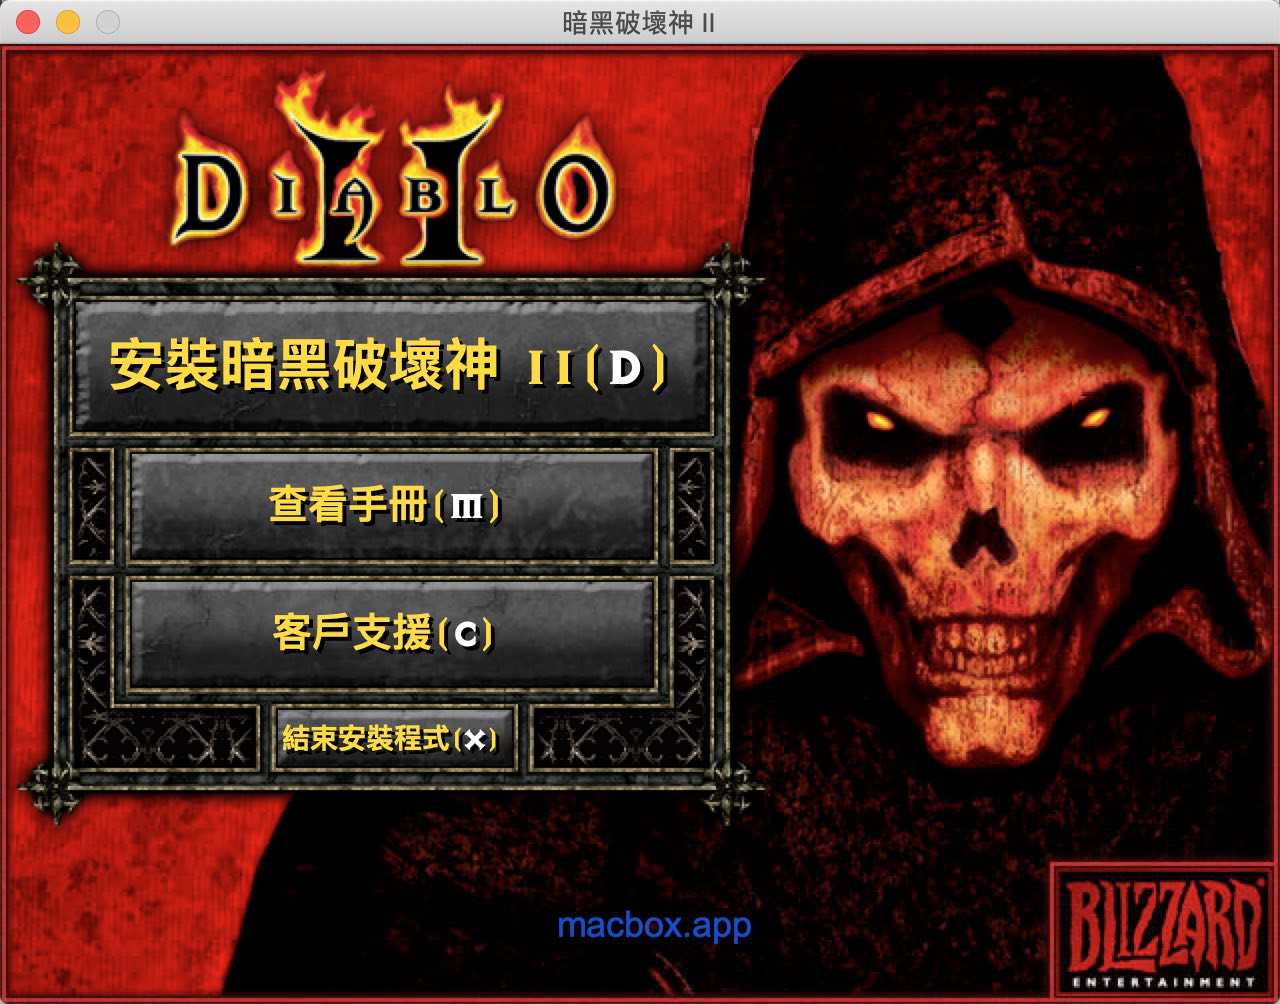 暗黑破壞神 II
DIABLO
II
安裝暗黑破壞神 II(D)
查看手冊(M)
客戶支援(C)
結束安裝程式(X)
macbox.app
BLIZZARD
ENTERTAINMENT